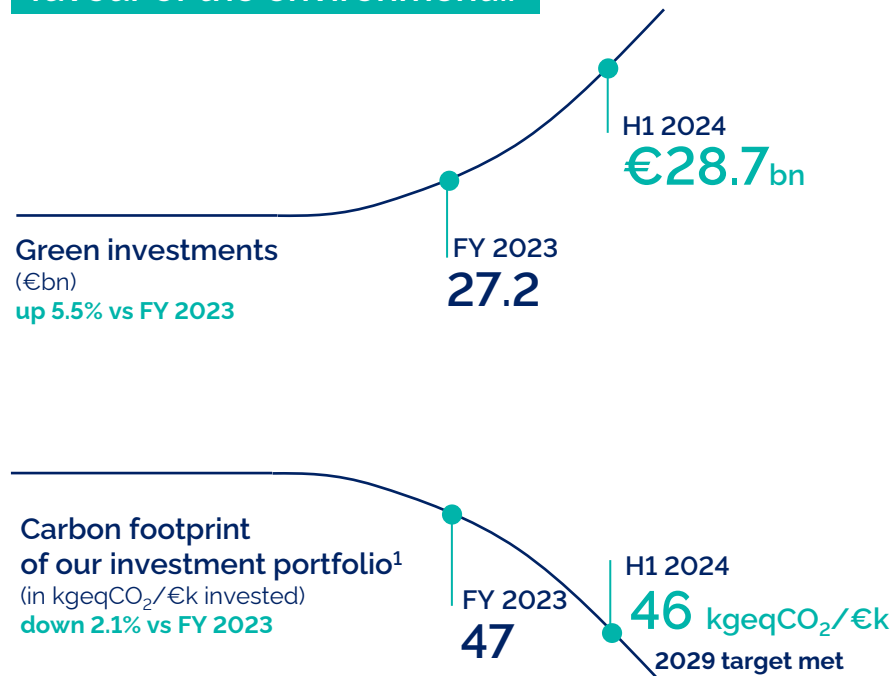 H1 2024
€28.7bn
FY 2023
27.2
Green investments
(€bn)
up 5.5% vs FY 2023
Carbon footprint
of our investment portfolio¹
(in kgeqCO₂/€k invested)
down 2.1% vs FY 2023
FY 2023
47
H1 2024
46 kgeqCO₂/€k
2029 target met